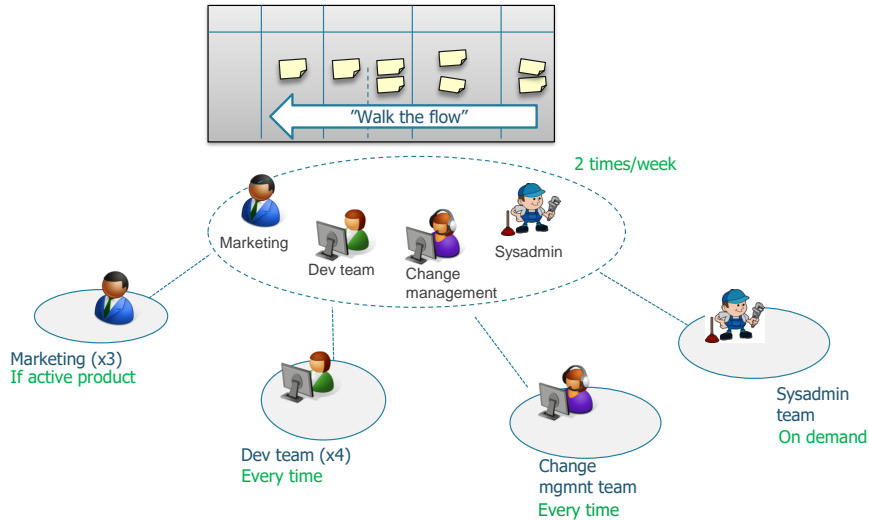 ”Walk the flow”
2 times/week
Marketing
Dev team
Change
management
Sysadmin
Marketing (x3)
If active product
Dev team (x4)
Every time
Change
mgmnt team
Every time
Sysadmin
team
On demand